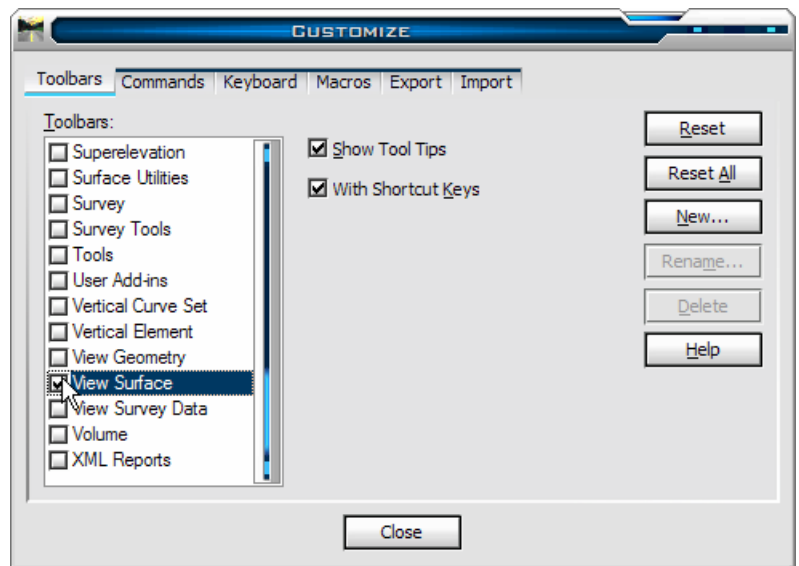 CUSTOMIZE
Toolbars Commands Keyboard Macros Export Import
Toolbars:
Superelevation
Surface Utilities
Survey
Survey Tools
Tools
User Add-ins
Vertical Curve Set
Vertical Element
View Geometry
View Surface
View Survey Data
Volume
XML Reports
Show Tool Tips
With Shortcut Keys
Reset
Reset All
New...
Rename...
Delete
Help
Close